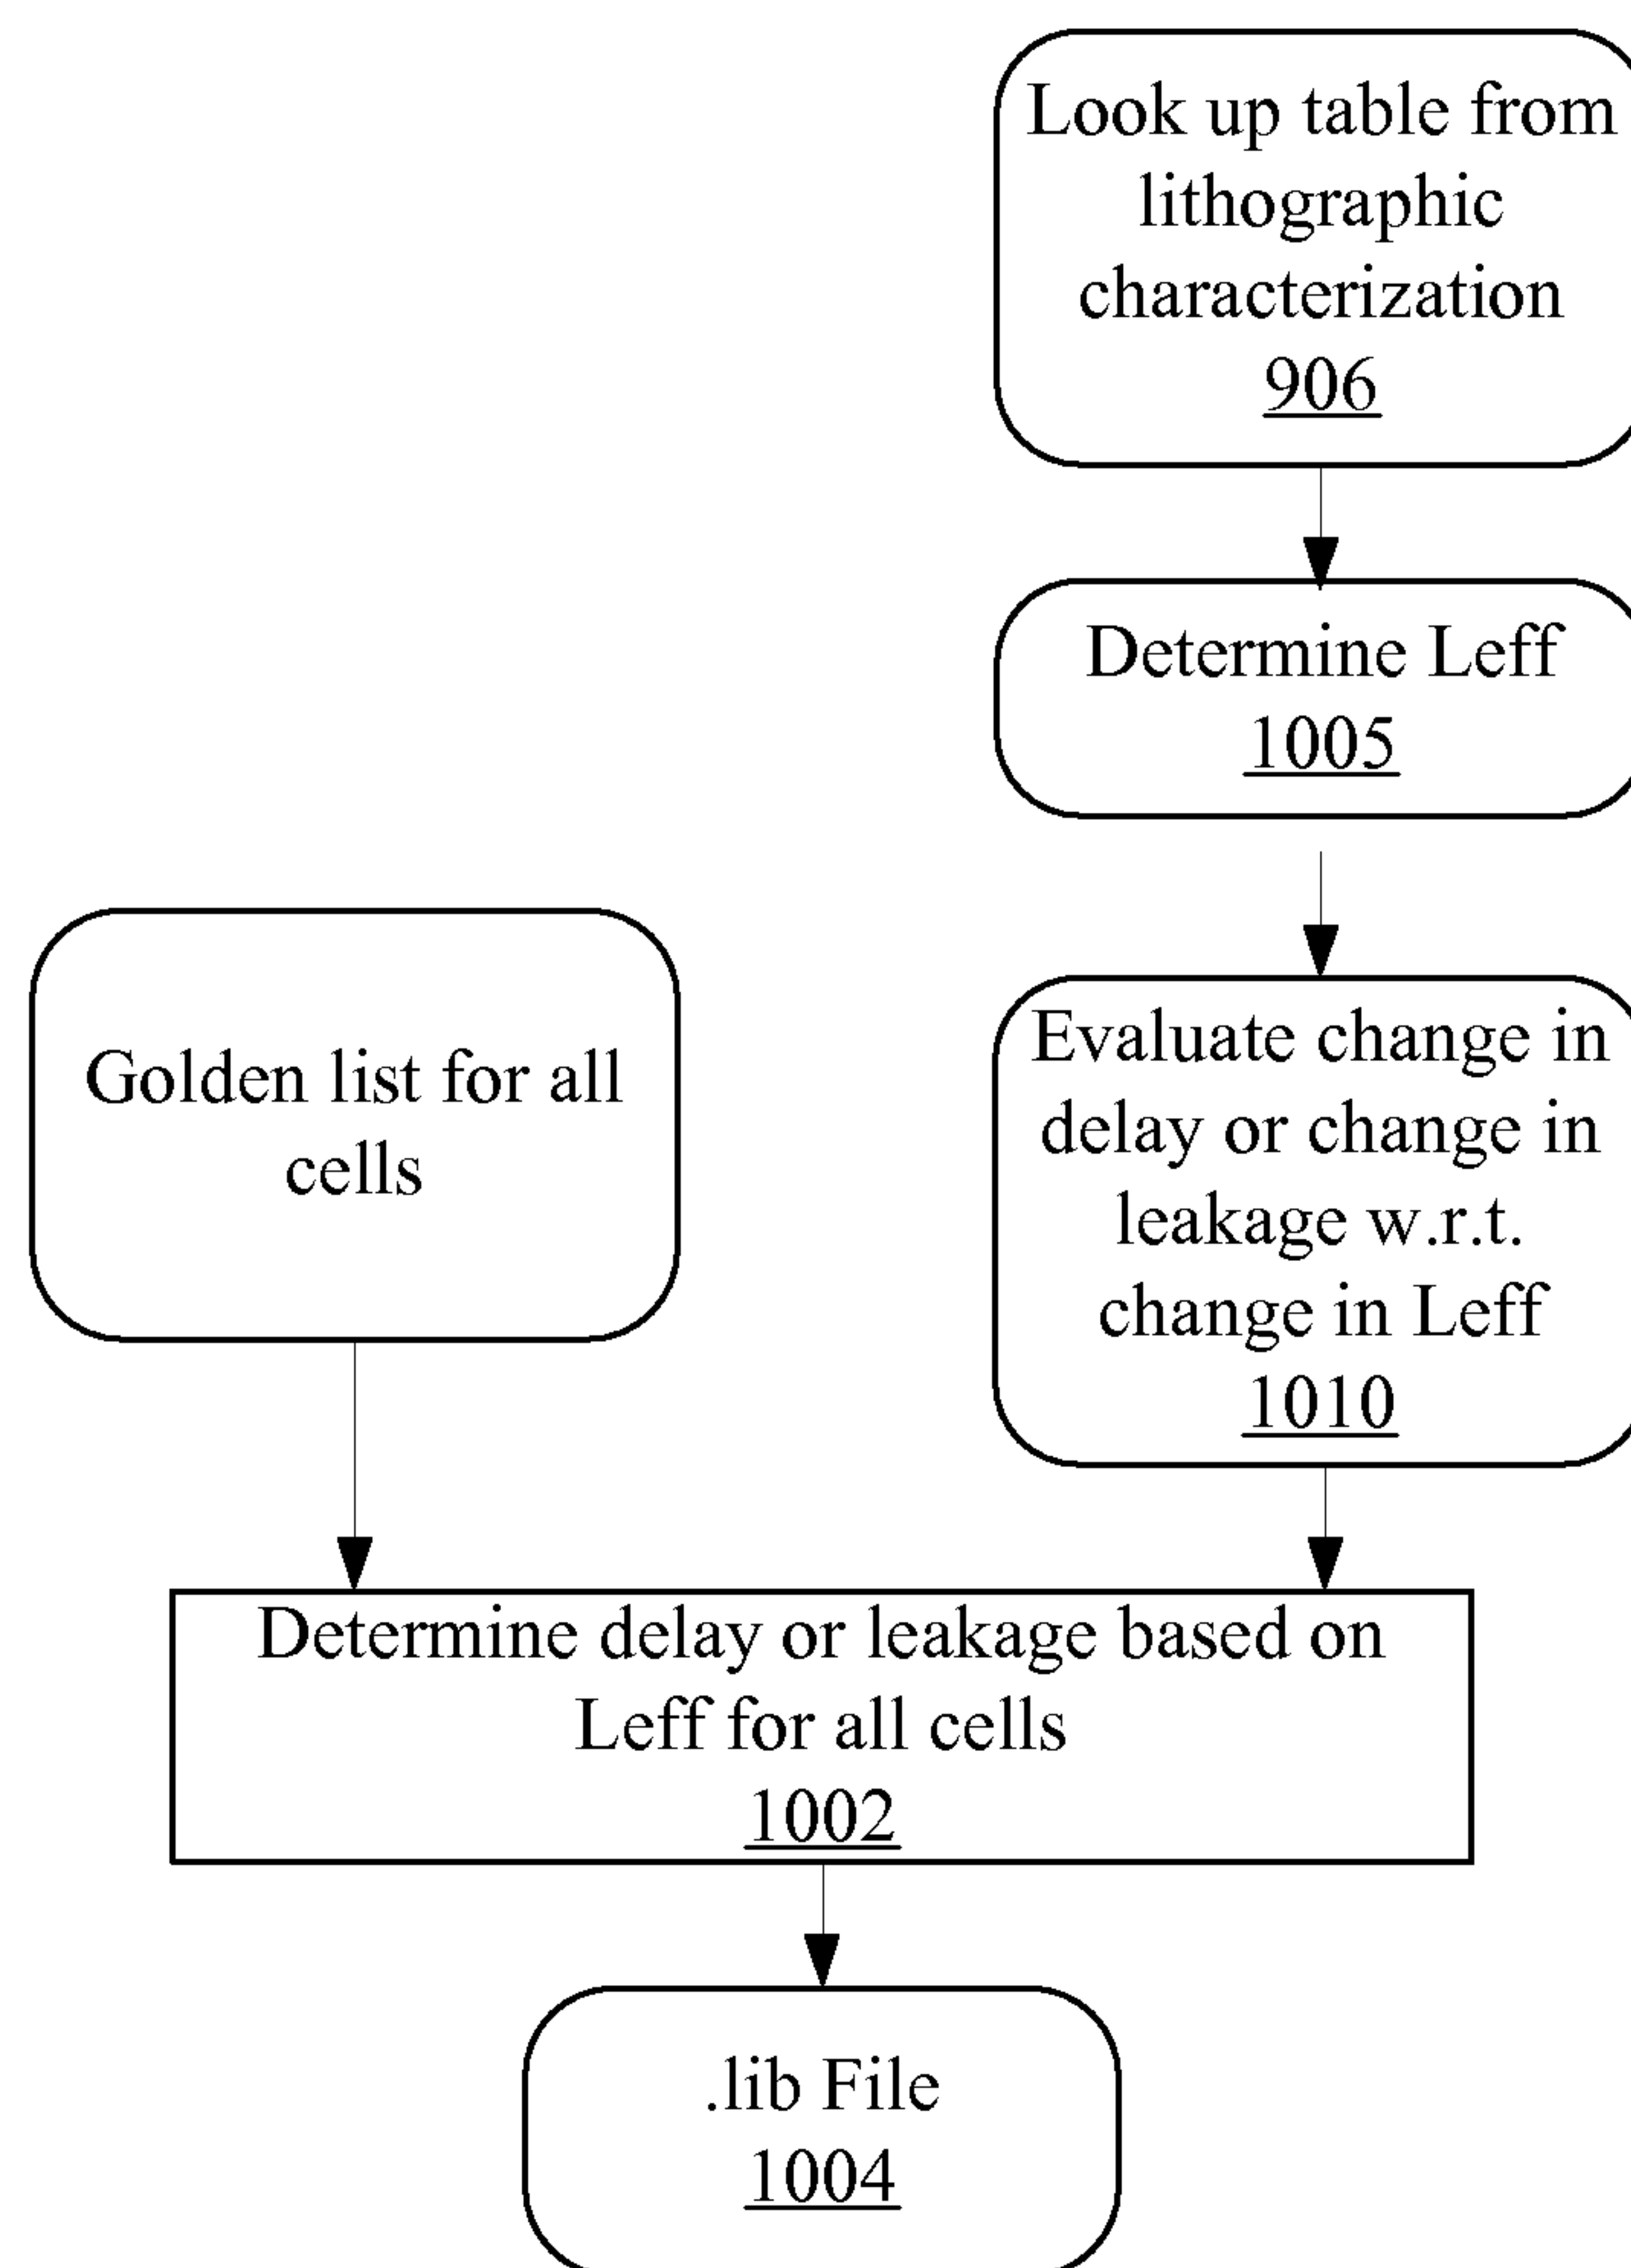 Look up table from
lithographic
characterization
906
Determine Leff
1005
Golden list for all
cells
Evaluate change in
delay or change in
leakage w.r.t.
change in Leff
1010
Determine delay or leakage based on
Leff for all cells
1002
.lib File
1004